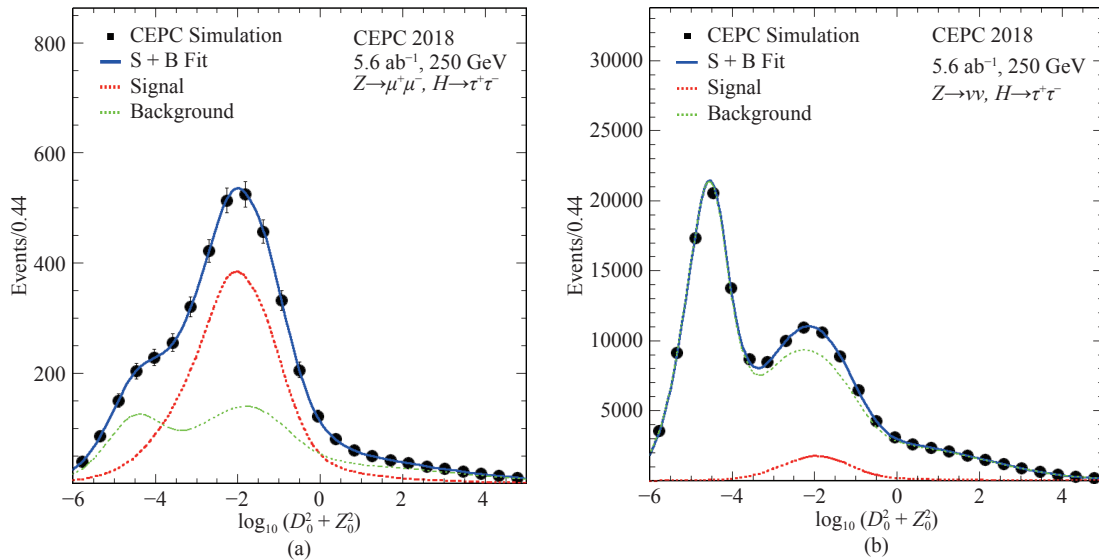 (a)
800
600
400
200
Events/0.44
CEPC Simulation
S + B Fit
Signal
Background
CEPC 2018
5.6 ab⁻¹, 250 GeV
Z→μ⁺μ⁻, H→τ⁺τ⁻
−6 −4 −2 0 2 4
log₁₀ (D₀² + Z₀²)
(a)
30000
25000
20000
15000
10000
5000
Events/0.44
CEPC Simulation
S + B Fit
Signal
Background
CEPC 2018
5.6 ab⁻¹, 250 GeV
Z→νν, H→τ⁺τ⁻
−6 −4 −2 0 2 4
log₁₀ (D₀² + Z₀²)
(b)